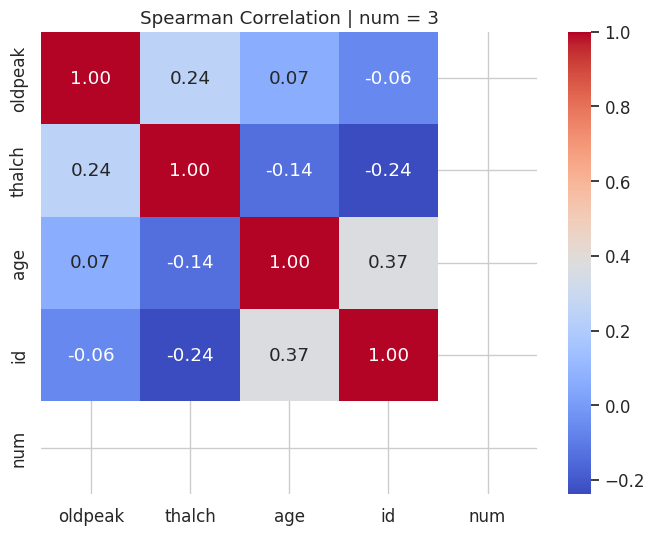 Spearman Correlation | num = 3
oldpeak 1.00 0.24 0.07 -0.06
thalch 0.24 1.00 -0.14 -0.24
age 0.07 -0.14 1.00 0.37
id -0.06 -0.24 0.37 1.00
num
oldpeak thalch age id num
1.0
0.8
0.6
0.4
0.2
0.0
−0.2